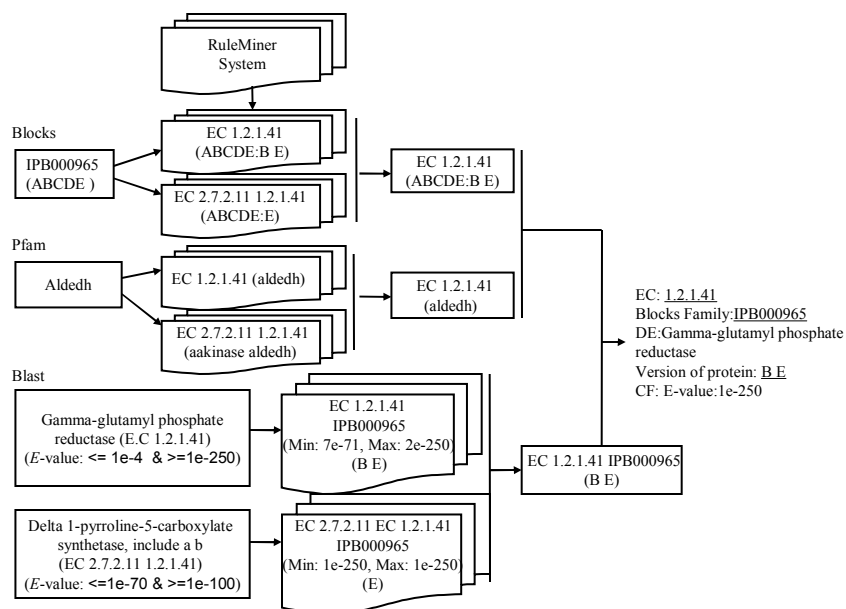 RuleMiner
System
Blocks
IPB000965
(ABCDE )
EC 1.2.1.41
(ABCDE:B E)
EC 2.7.2.11 1.2.1.41
(ABCDE:E)
EC 1.2.1.41
(ABCDE:B E)
Pfam
Aldedh
EC 1.2.1.41 (aldedh)
EC 2.7.2.11 1.2.1.41
(aakinase aldedh)
EC 1.2.1.41
(aldedh)
Blast
Gamma-glutamyl phosphate
reductase (E.C 1.2.1.41)
(E-value: <= 1e-4 & >=1e-250)
EC 1.2.1.41
IPB000965
(Min: 7e-71, Max: 2e-250)
(B E)
Delta 1-pyrroline-5-carboxylate
synthetase, include a b
(EC 2.7.2.11 1.2.1.41)
(E-value: <=1e-70 & >=1e-100)
EC 2.7.2.11 EC 1.2.1.41
IPB000965
(Min: 1e-250, Max: 1e-250)
(E)
EC 1.2.1.41 IPB000965
(B E)
EC: 1.2.1.41
Blocks Family:IPB000965
DE:Gamma-glutamyl phosphate
reductase
Version of protein: B E
CF: E-value:1e-250